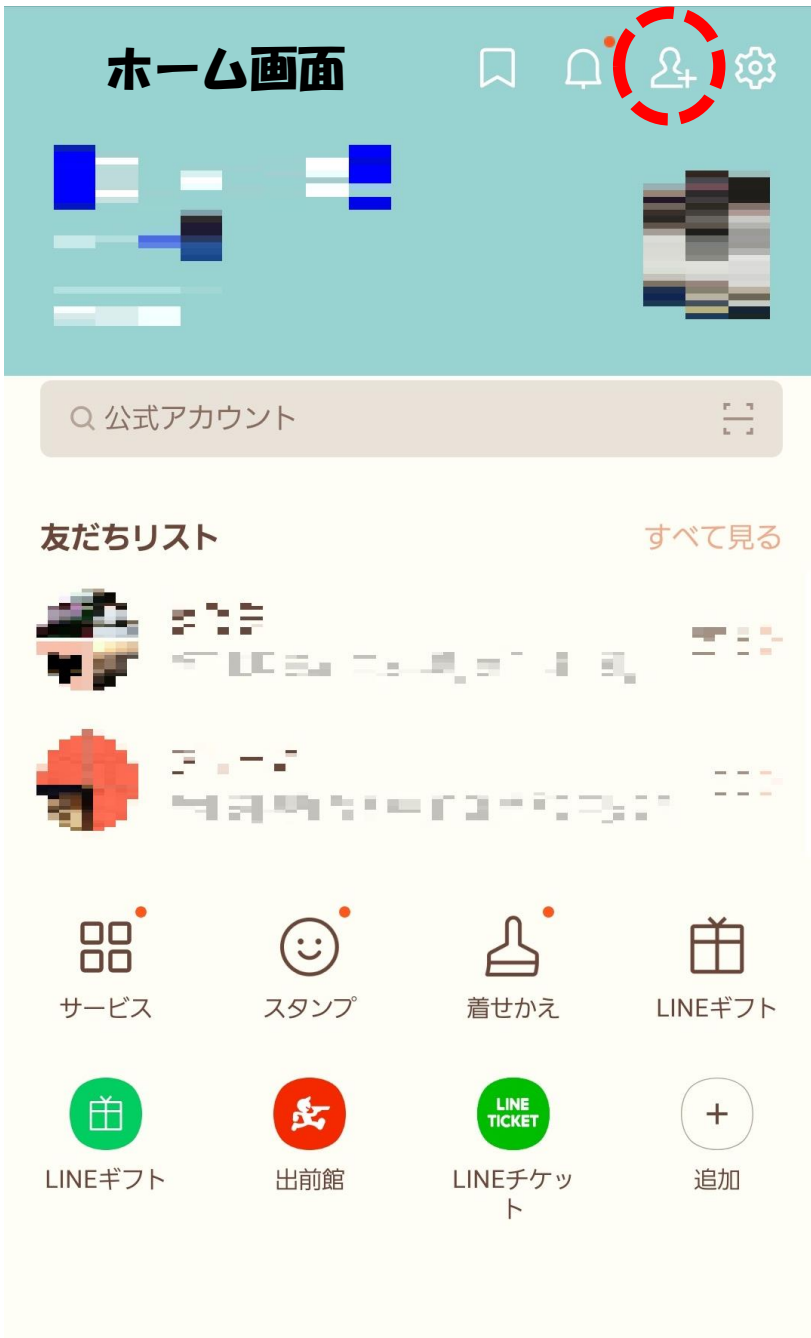 ホーム画面
公式アカウント
友だちリスト
すべて見る
サービス
スタンプ
着せかえ
LINEギフト
LINE
TICKET
LINEギフト
出前館
LINEチケッ
ト
追加